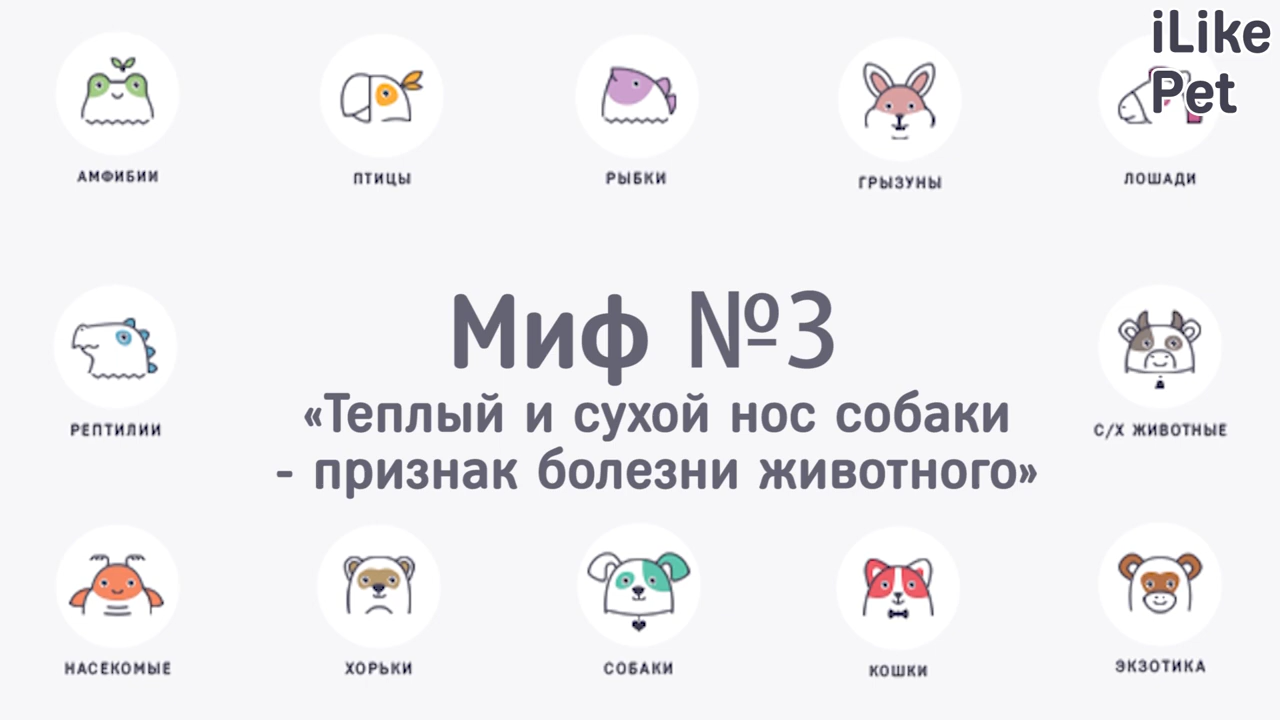 iLike
Pet
АМФИБИИ
ПТИЦЫ
РЫБКИ
ГРЫЗУНЫ
ЛОШАДИ
Миф №3
«Теплый и сухой нос собаки
- признак болезни животного»
РЕПТИЛИИ
С/Х ЖИВОТНЫЕ
НАСЕКОМЫЕ
ХОРЬКИ
СОБАКИ
КОШКИ
ЭКЗОТИКА